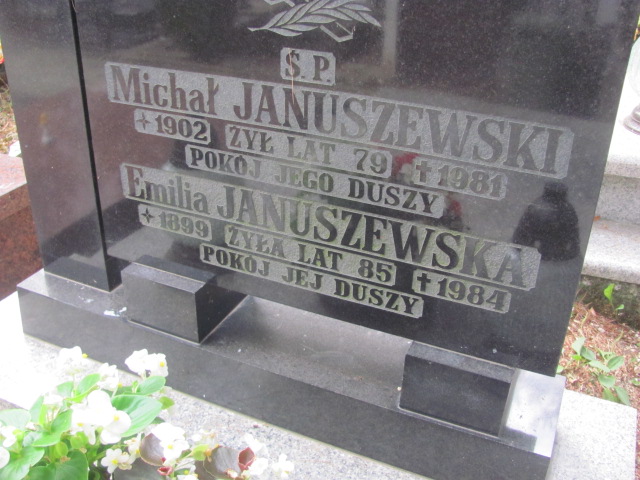 Ś.P.
Michał JANUSZEWSKI
+1902 ŻYŁ LAT 79 +1981
POKÓJ JEGO DUSZY
Emilia JANUSZEWSKA
+1899 ŻYŁA LAT 85 +1984
POKÓJ JEJ DUSZY